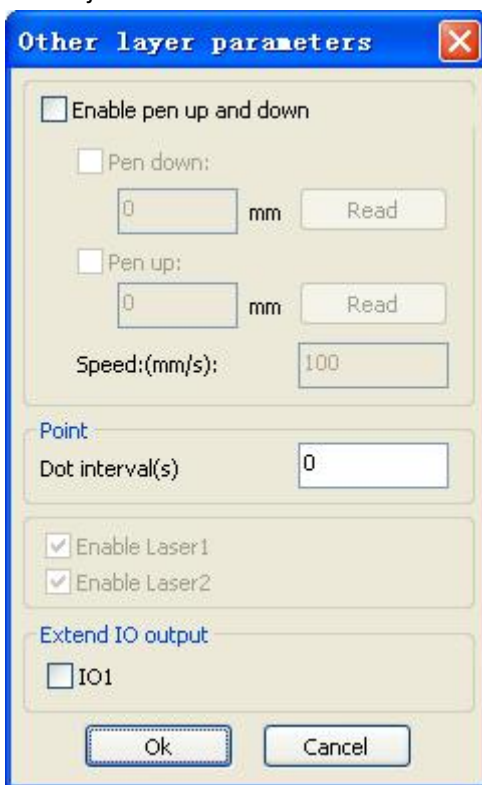 Other layer parameters
Enable pen up and down
Pen down:
0 mm Read
Pen up:
0 mm Read
Speed:(mm/s): 100
Point
Dot interval(s) 0
Enable Laser1
Enable Laser2
Extend IO output
IO1
Ok Cancel